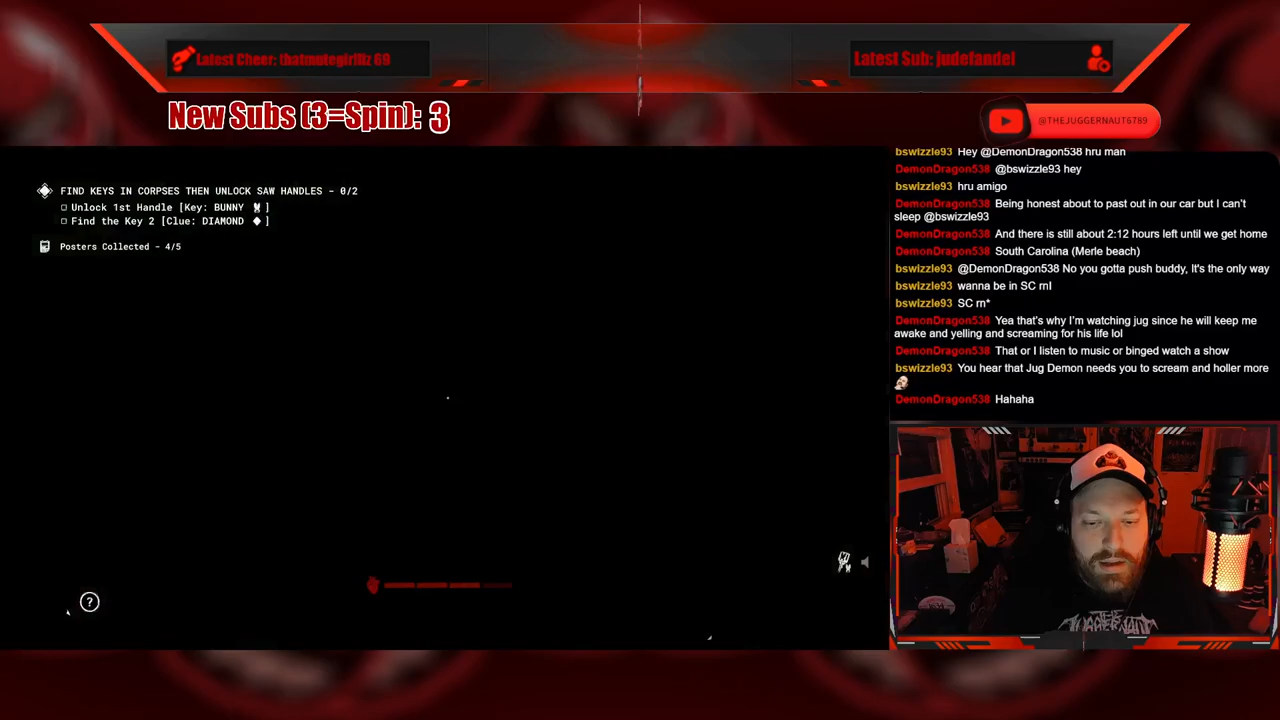 Latest Cheer: thatmutegirlliz 69
Latest Sub: judefandel
New Subs (3=Spin): 3
@THEJUGGERNAUT6789
FIND KEYS IN CORPSES THEN UNLOCK SAW HANDLES - 0/2
Unlock 1st Handle [Key: BUNNY ]
Find the Key 2 [Clue: DIAMOND ◆ ]
Posters Collected - 4/5
?
bswizzle93 Hey @DemonDragon538 hru man
DemonDragon538 @bswizzle93 hey
bswizzle93 hru amigo
DemonDragon538 Being honest about to past out in our car but I can't
sleep @bswizzle93
DemonDragon538 And there is still about 2:12 hours left until we get home
DemonDragon538 South Carolina (Merle beach)
bswizzle93 @DemonDragon538 No you gotta push buddy, It's the only way
bswizzle93 wanna be in SC rnI
bswizzle93 SC rn*
DemonDragon538 Yea that's why I'm watching jug since he will keep me
awake and yelling and screaming for his life lol
DemonDragon538 That or I listen to music or binged watch a show
bswizzle93 You hear that Jug Demon needs you to scream and holler more
DemonDragon538 Hahaha
THE
JUGGERNAUT